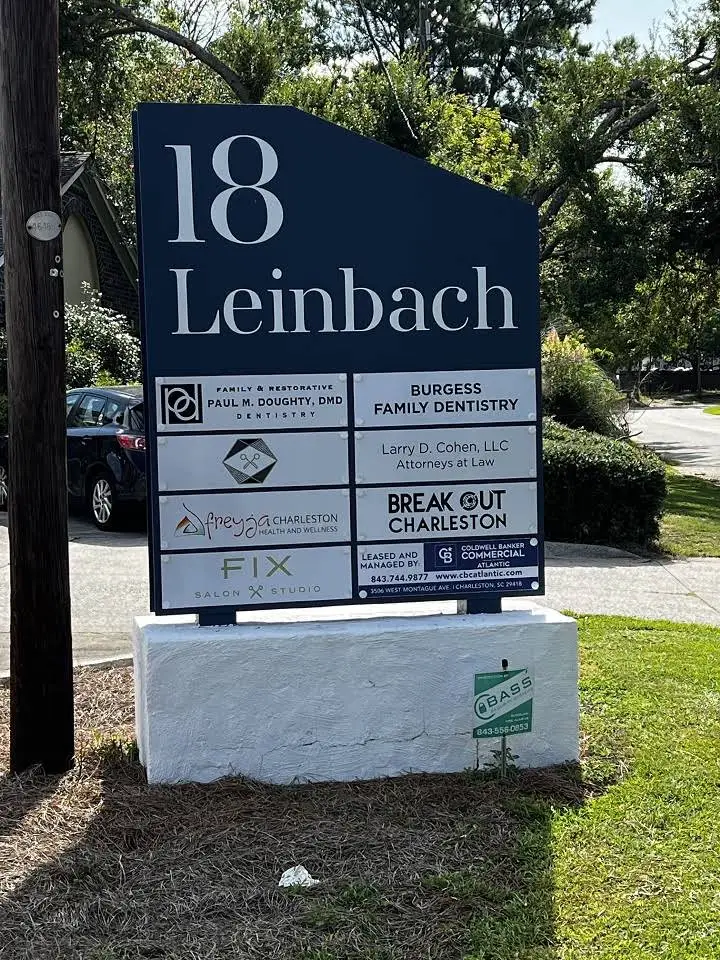 18
Leinbach
FAMILY & RESTORATIVE
PAUL M. DOUGHTY, DMD
DENTISTRY
BURGESS
FAMILY DENTISTRY
Larry D. Cohen, LLC
Attorneys at Law
freyja CHARLESTON
HEALTH AND WELLNESS
BREAK OUT
CHARLESTON
FIX
SALON STUDIO
LEASED AND
MANAGED BY:
843.744.9877
CB
COLDWELL BANKER
COMMERCIAL
ATLANTIC
www.cbcatlantic.com
3506 WEST MONTAGUE AVE. | CHARLESTON, SC 29418
BASS
843-556-0853